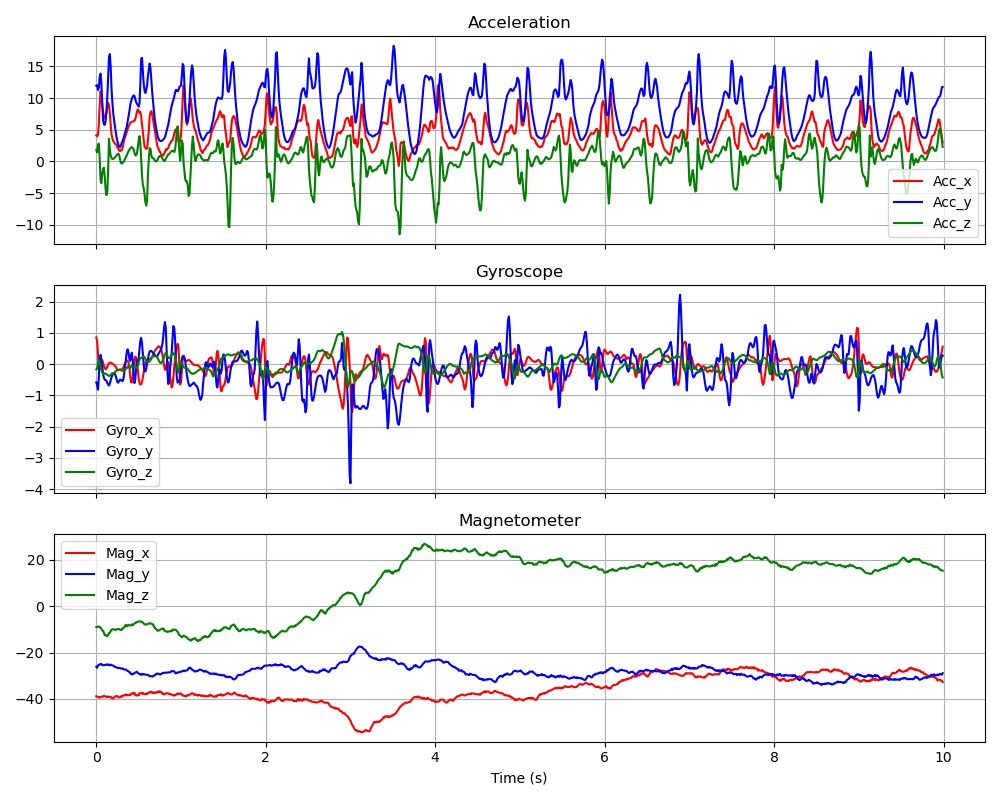 Acceleration
15
10
5
0
−5
−10
Acc_x
Acc_y
Acc_z
Gyroscope
2
1
0
−1
−2
−3
−4
Gyro_x
Gyro_y
Gyro_z
Magnetometer
20
0
−20
−40
Mag_x
Mag_y
Mag_z
0 2 4 6 8 10
Time (s)